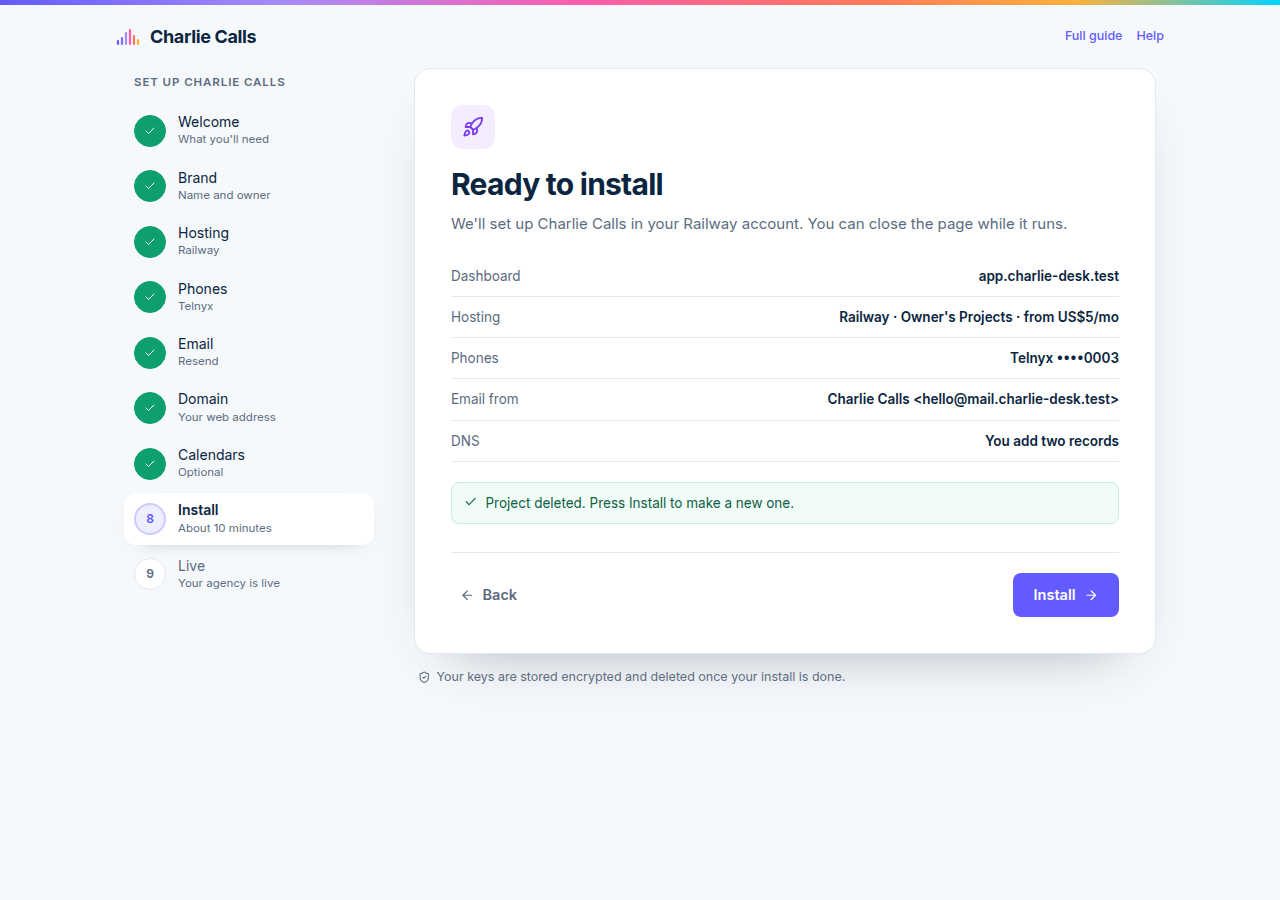 Charlie Calls
Full guide Help
SET UP CHARLIE CALLS
Welcome
What you'll need
Brand
Name and owner
Hosting
Railway
Phones
Telnyx
Email
Resend
Domain
Your web address
Calendars
Optional
8
Install
About 10 minutes
9
Live
Your agency is live
Ready to install
We'll set up Charlie Calls in your Railway account. You can close the page while it runs.
Dashboard app.charlie-desk.test
Hosting Railway · Owner's Projects · from US$5/mo
Phones Telnyx ••••0003
Email from Charlie Calls <hello@mail.charlie-desk.test>
DNS You add two records
Project deleted. Press Install to make a new one.
Back Install
Your keys are stored encrypted and deleted once your install is done.